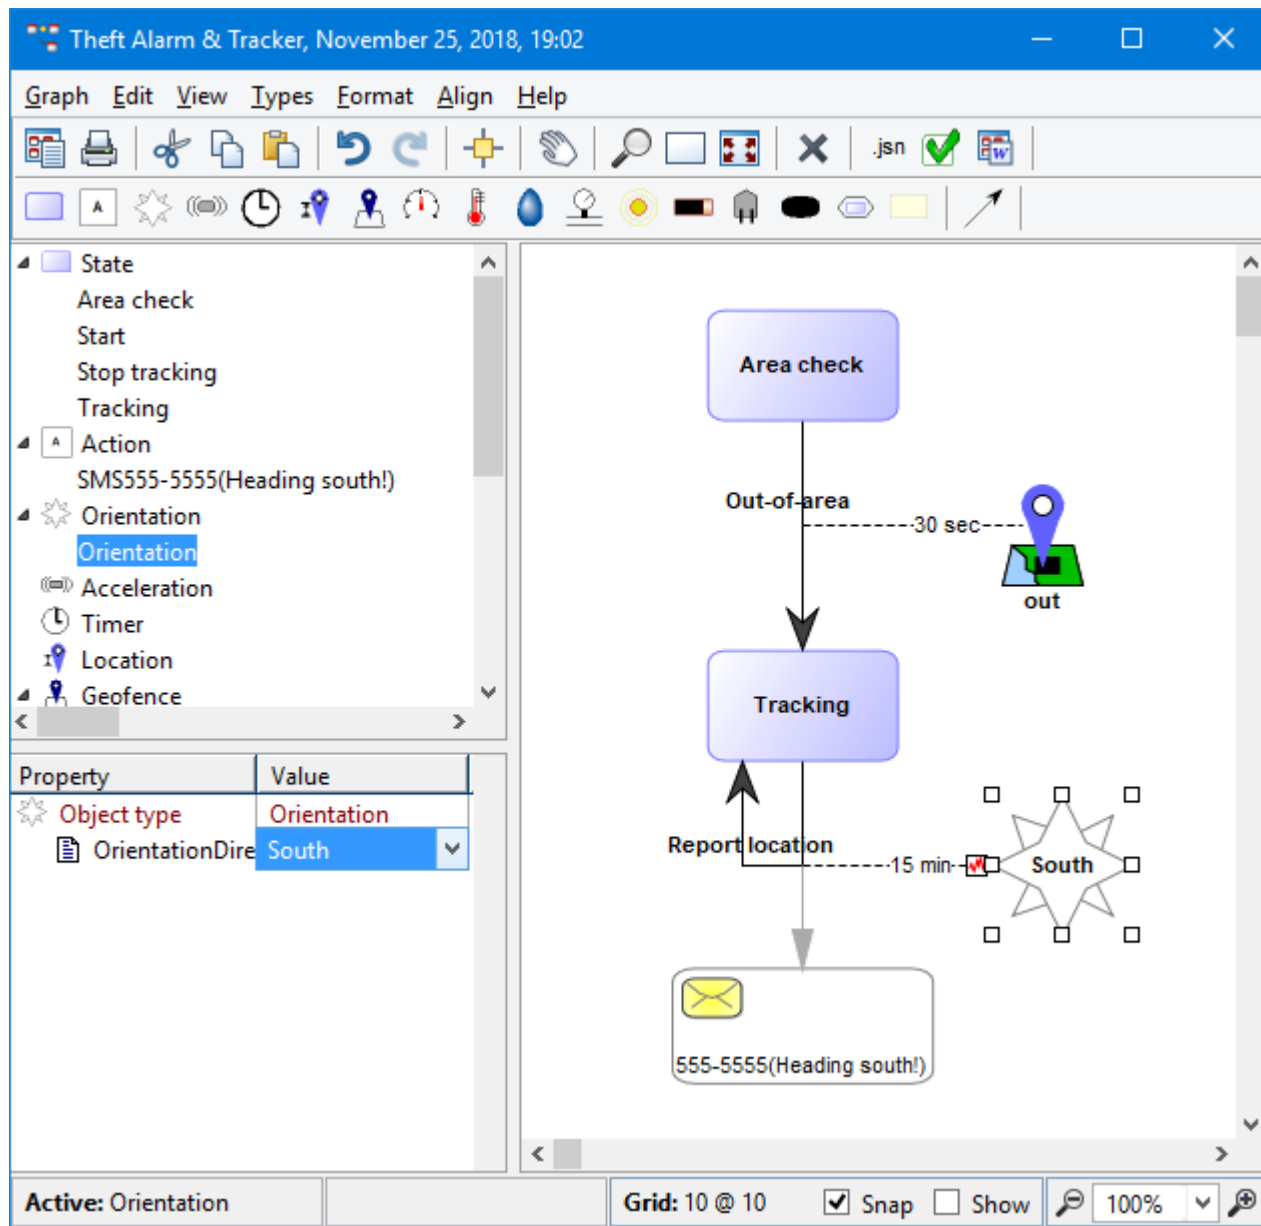 Theft Alarm & Tracker, November 25, 2018, 19:02
Graph Edit View Types Format Align Help
.jsn
State
Area check
Start
Stop tracking
Tracking
A Action
SMS555-5555(Heading south!)
Orientation
Orientation
Acceleration
Timer
Location
Geofence
Property Value
Object type Orientation
OrientationDire South
Area check
Out-of-area
30 sec
out
Tracking
Report location
15 min
South
555-5555(Heading south!)
Active: Orientation
Grid: 10 @ 10 Snap Show 100%